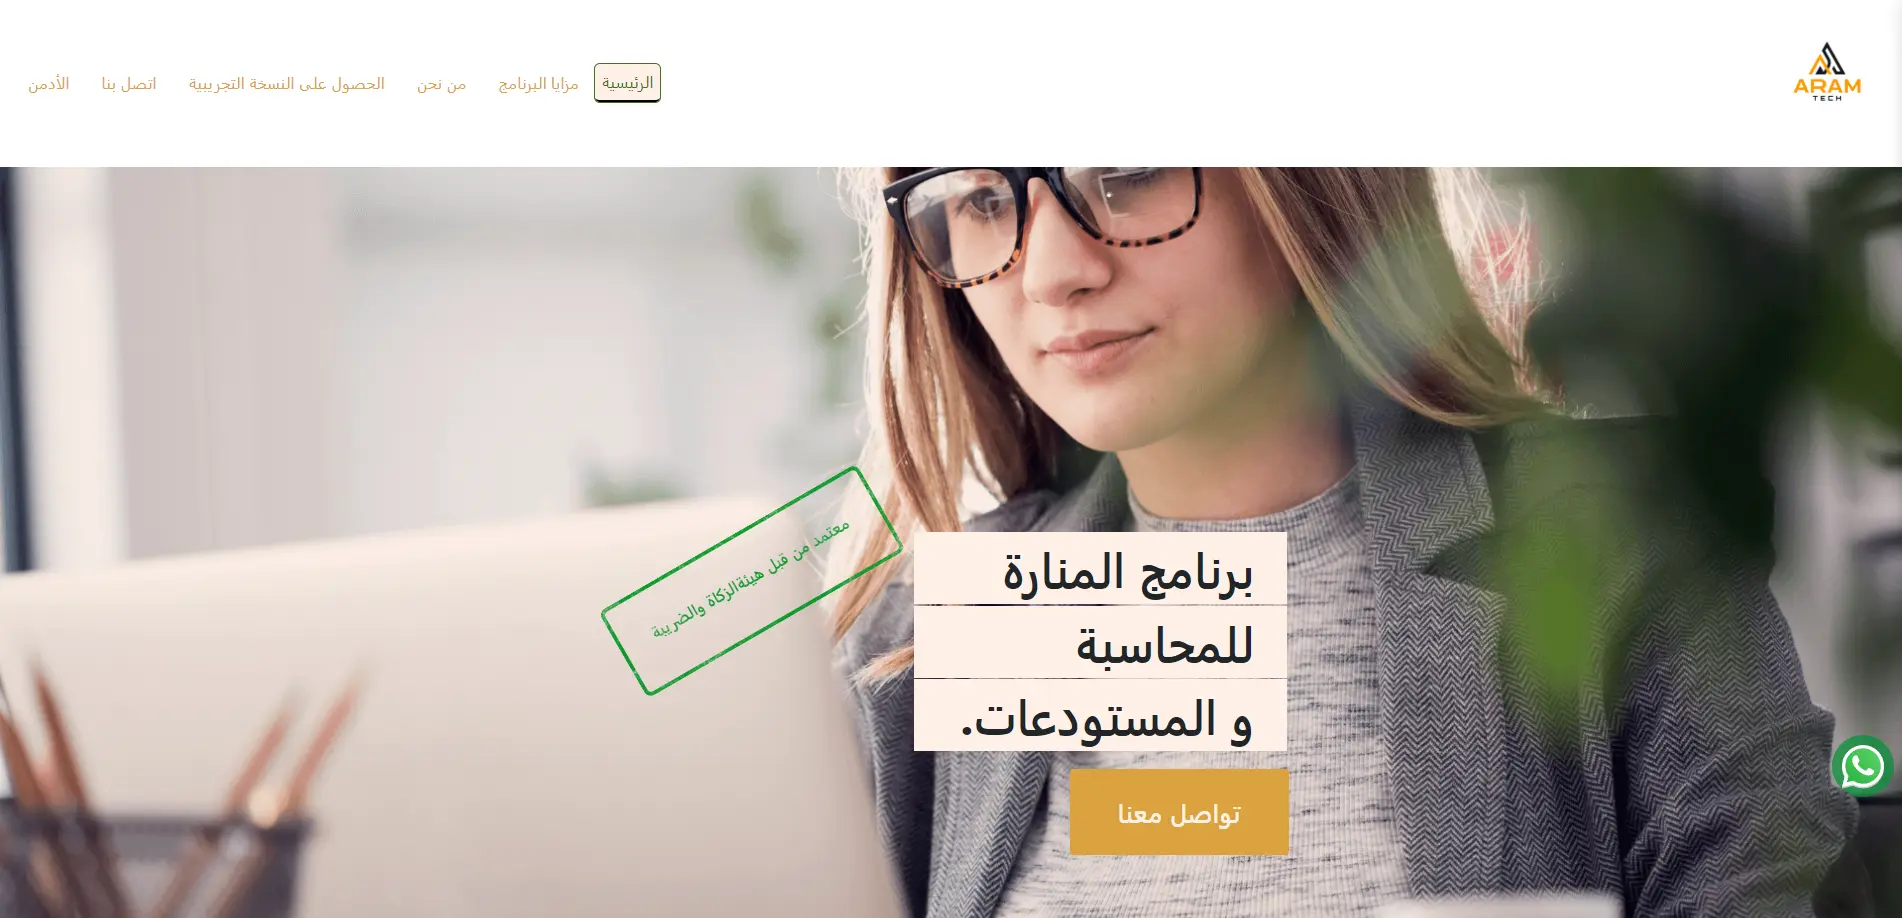 ARAM
TECH
الرئيسية
مزايا البرنامج
من نحن
الحصول على النسخة التجريبية
اتصل بنا
الأدمن
برنامج المنارة
للمحاسبة
و المستودعات.
معتمد من قبل هيئةالزكاة والضريبة
تواصل معنا